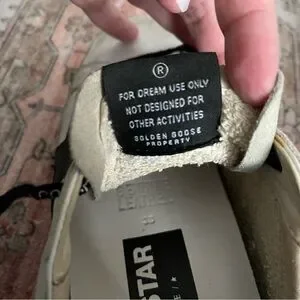 ®
FOR DREAM USE ONLY
NOT DESIGNED FOR
OTHER ACTIVITIES
GOLDEN GOOSE
PROPERTY
STAR